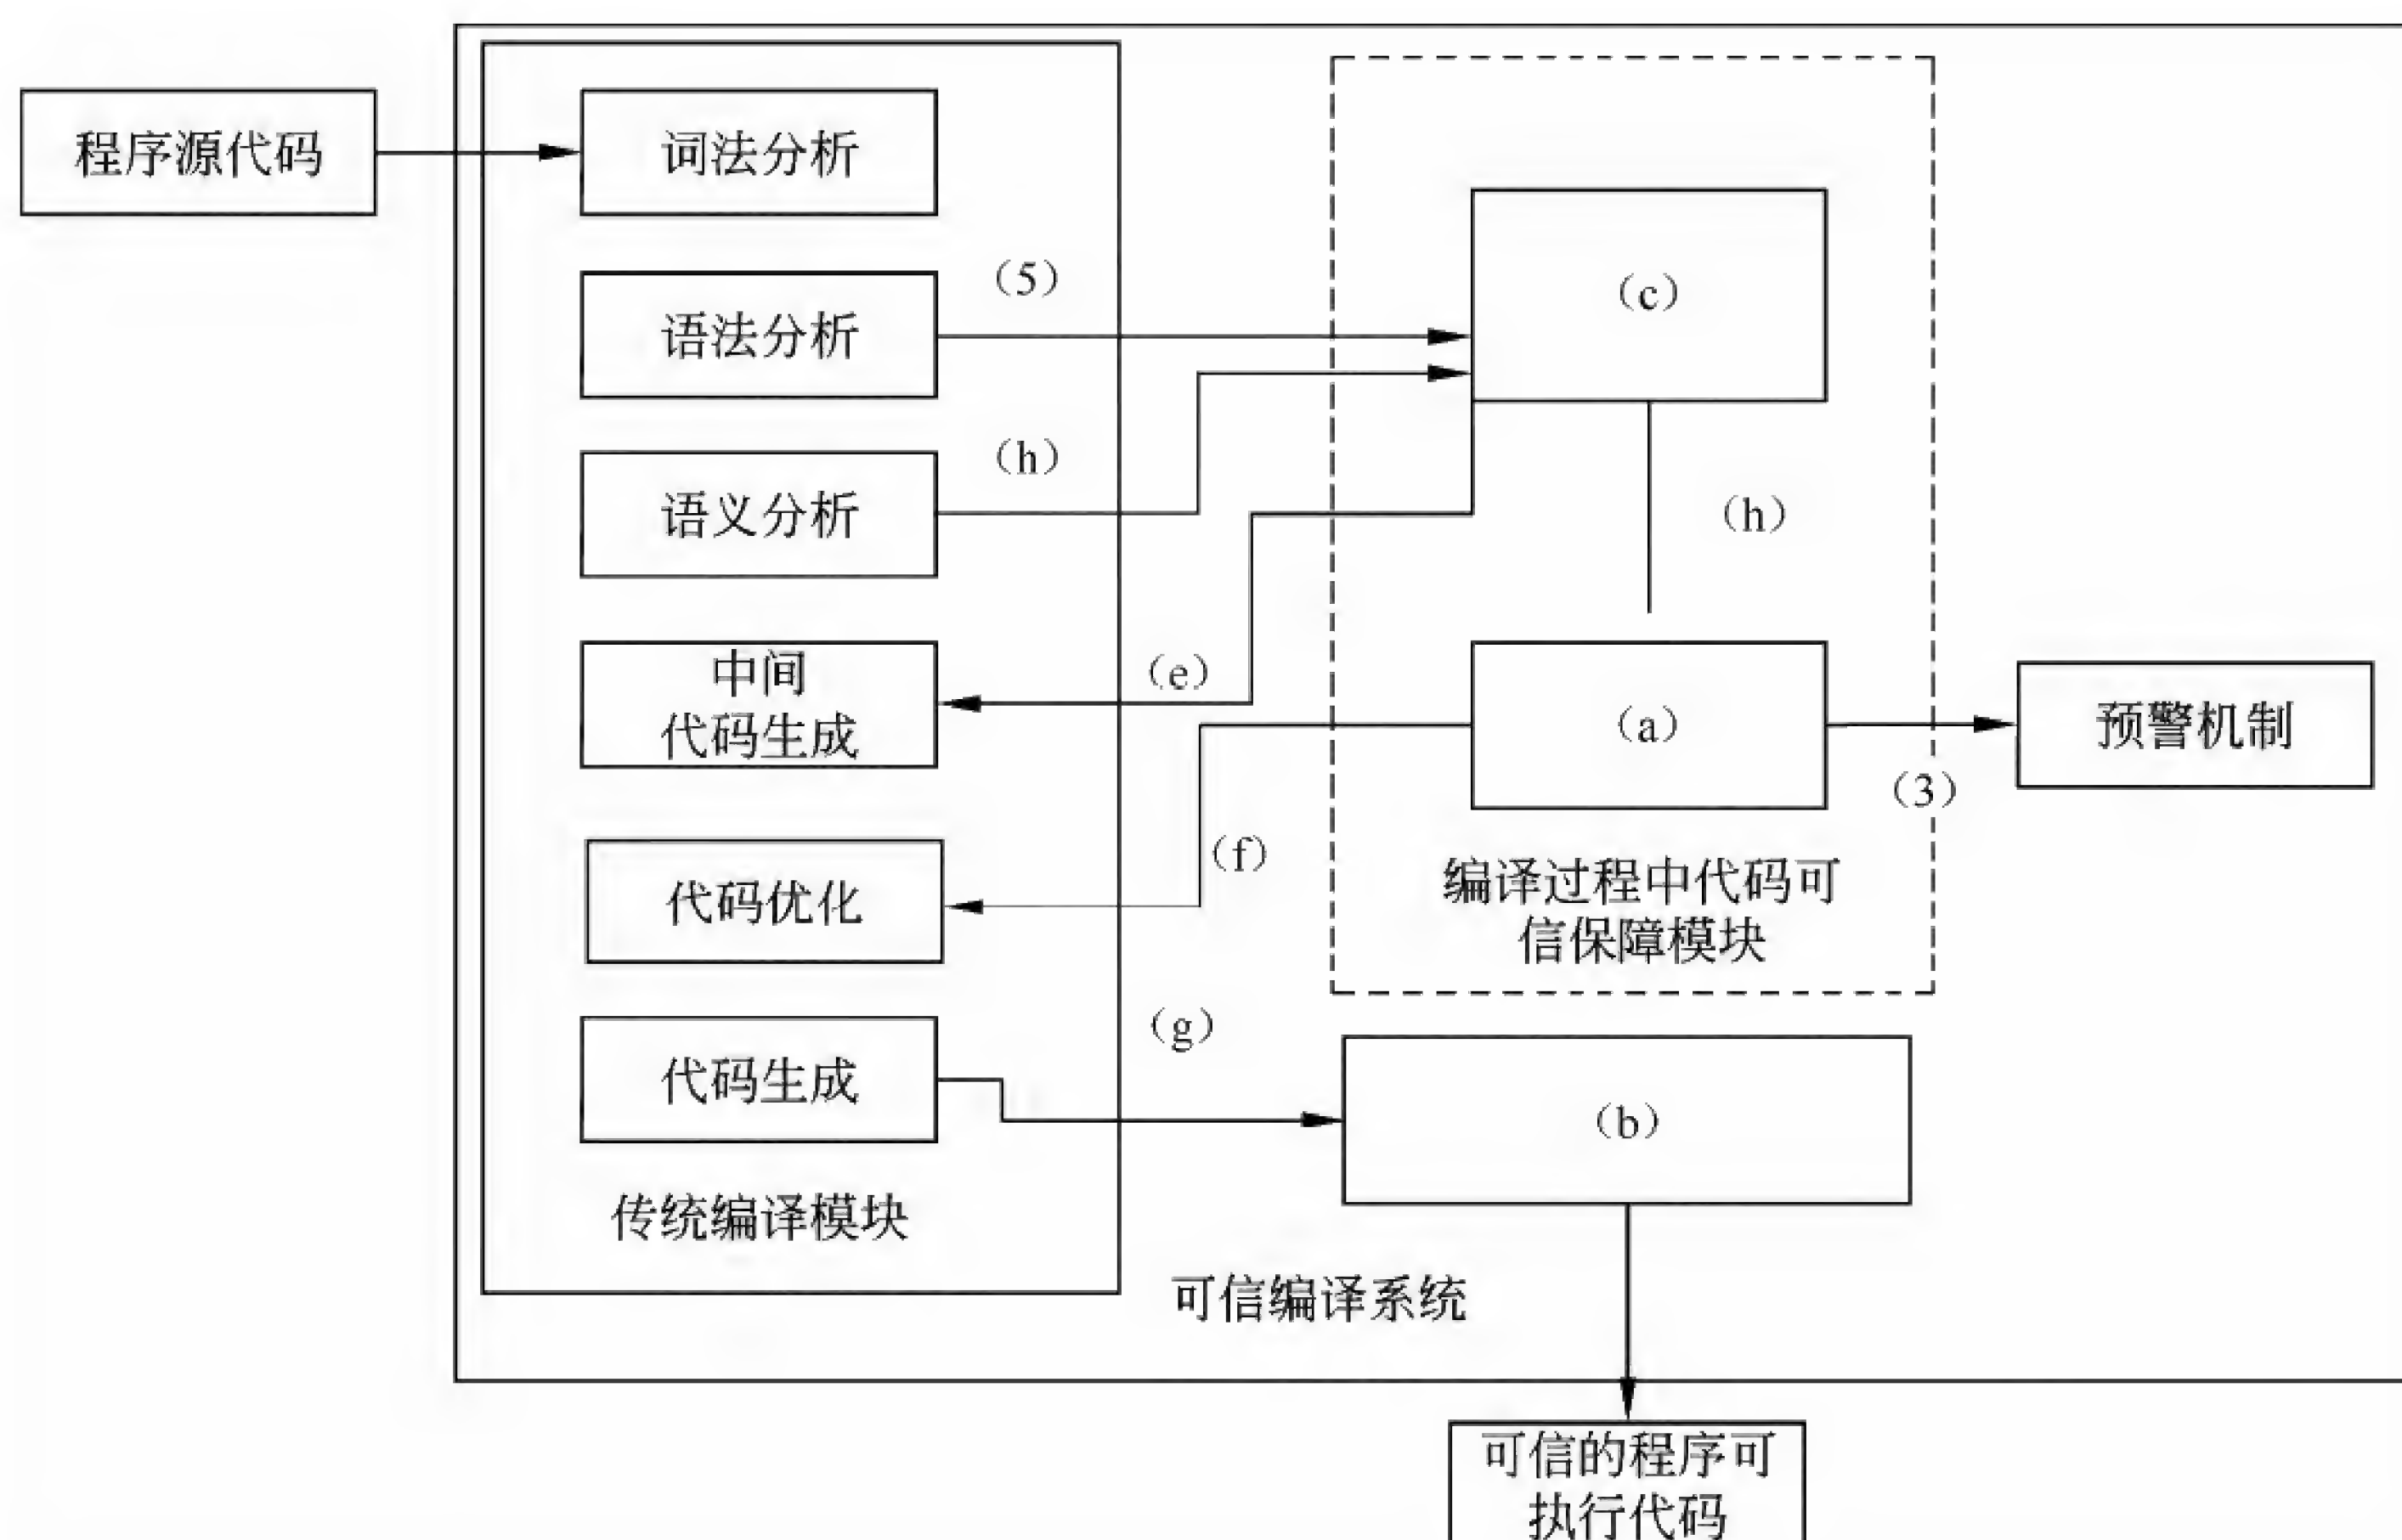 程序源代码
词法分析
(5)
(c)
语法分析
(h)
语义分析
(h)
中间
代码生成
(e)
(a)
预警机制
(3)
(f)
代码优化
编译过程中代码可
信保障模块
(g)
代码生成
(b)
传统编译模块
可信编译系统
可信的程序可
执行代码